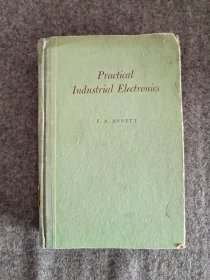 Practical
Industrial Electronics
F. A. ANNETT